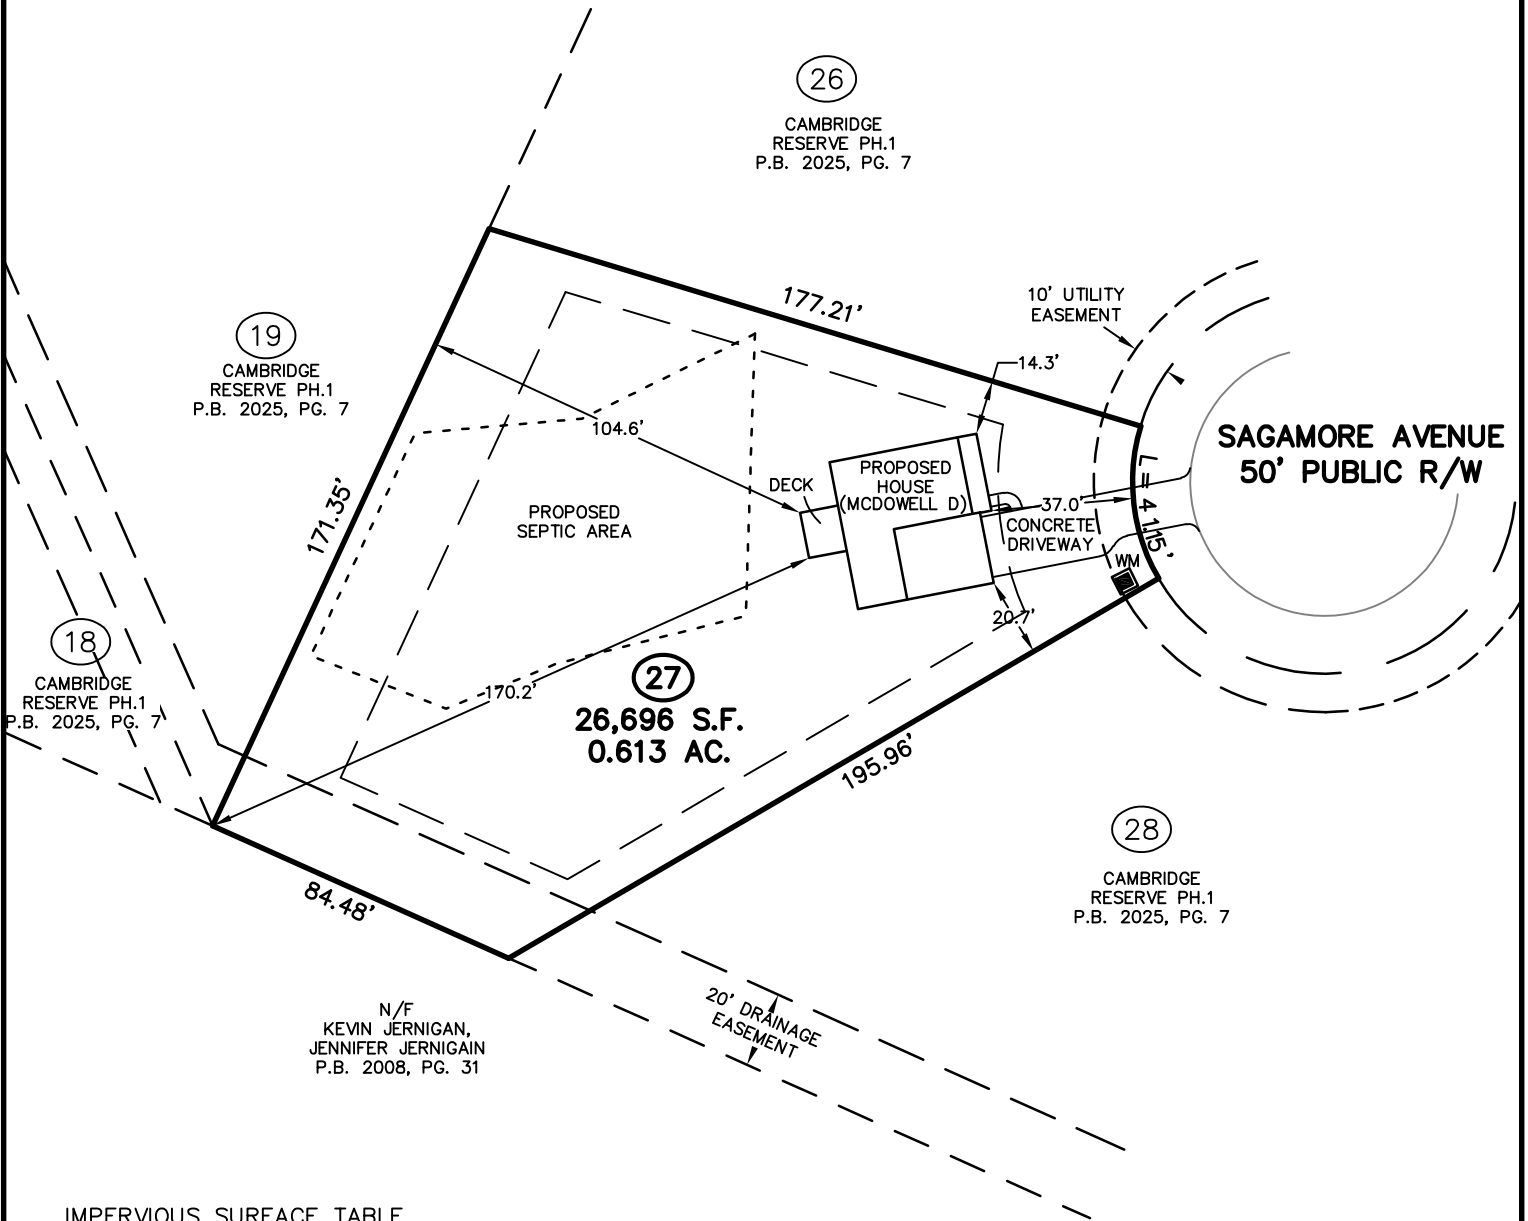 26
CAMBRIDGE
RESERVE PH.1
P.B. 2025, PG. 7
177.21'
10' UTILITY
EASEMENT
19
CAMBRIDGE
RESERVE PH.1
P.B. 2025, PG. 7
14.3'
104.6'
SAGAMORE AVENUE
50' PUBLIC R/W
171.35'
PROPOSED
SEPTIC AREA
DECK
PROPOSED
HOUSE
(MCDOWELL D)
37.0'
CONCRETE
DRIVEWAY
L = 41.15'
WM
20.7'
18
CAMBRIDGE
RESERVE PH.1
P.B. 2025, PG. 7
170.2'
27
26,696 S.F.
0.613 AC.
195.96'
28
CAMBRIDGE
RESERVE PH.1
P.B. 2025, PG. 7
84.48'
N/F
KEVIN JERNIGAN,
JENNIFER JERNIGAIN
P.B. 2008, PG. 31
20' DRAINAGE
EASEMENT
IMPERVIOUS SURFACE TABLE